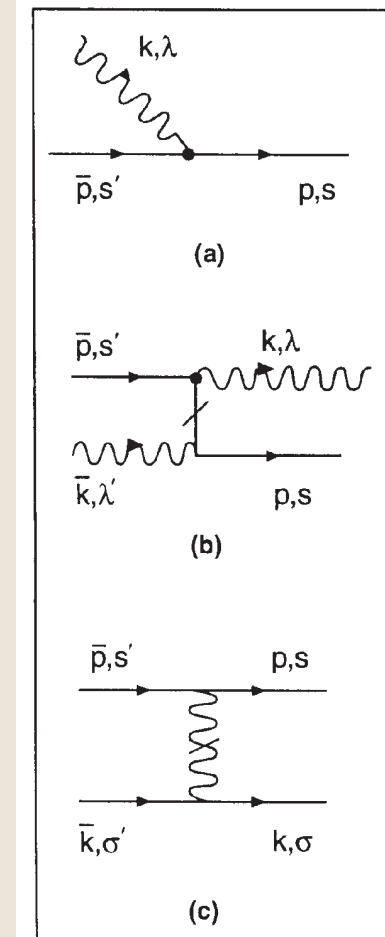 k,λ
p̄,s′ p,s
(a)
p̄,s′ k,λ
k̄,λ′ p,s
(b)
p̄,s′ p,s
k̄,σ′ k,σ
(c)